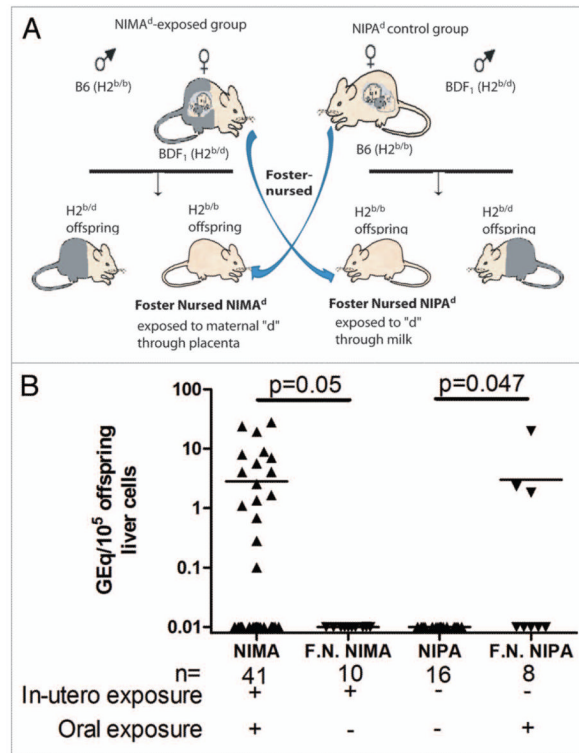 A
NIMAᵈ-exposed group
NIPAᵈ control group
♂ ♀ ♀ ♂
B6 (H2ᵇ/ᵇ)
BDF₁ (H2ᵇ/ᵈ)
BDF₁ (H2ᵇ/ᵈ)
B6 (H2ᵇ/ᵇ)
Foster-
nursed
H2ᵇ/ᵈ
offspring
H2ᵇ/ᵇ
offspring
H2ᵇ/ᵇ
offspring
H2ᵇ/ᵈ
offspring
Foster Nursed NIMAᵈ
exposed to maternal "d"
through placenta
Foster Nursed NIPAᵈ
exposed to "d"
through milk
B
GEq/10⁵ offspring
liver cells
100
10
1
0.1
0.01
p=0.05
p=0.047
NIMA F.N. NIMA NIPA F.N. NIPA
n= 41 10 16 8
In-utero exposure + + - -
Oral exposure + - - +